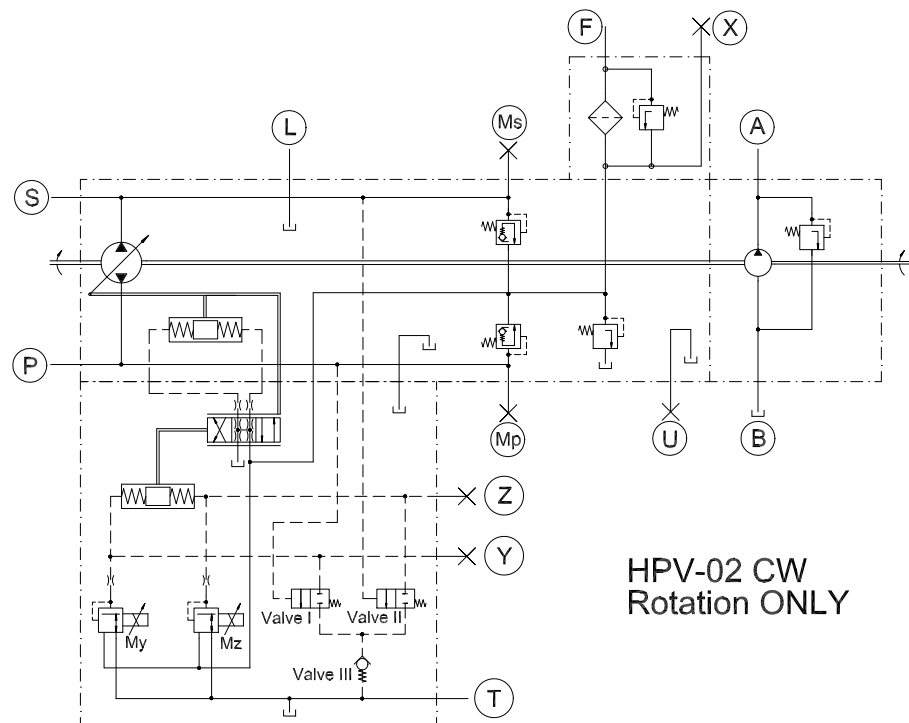 F
X
L
Ms
A
S
P
Mp
U
B
Z
Y
HPV-02 CW
Rotation ONLY
Valve I
Valve II
My
Mz
Valve III
T